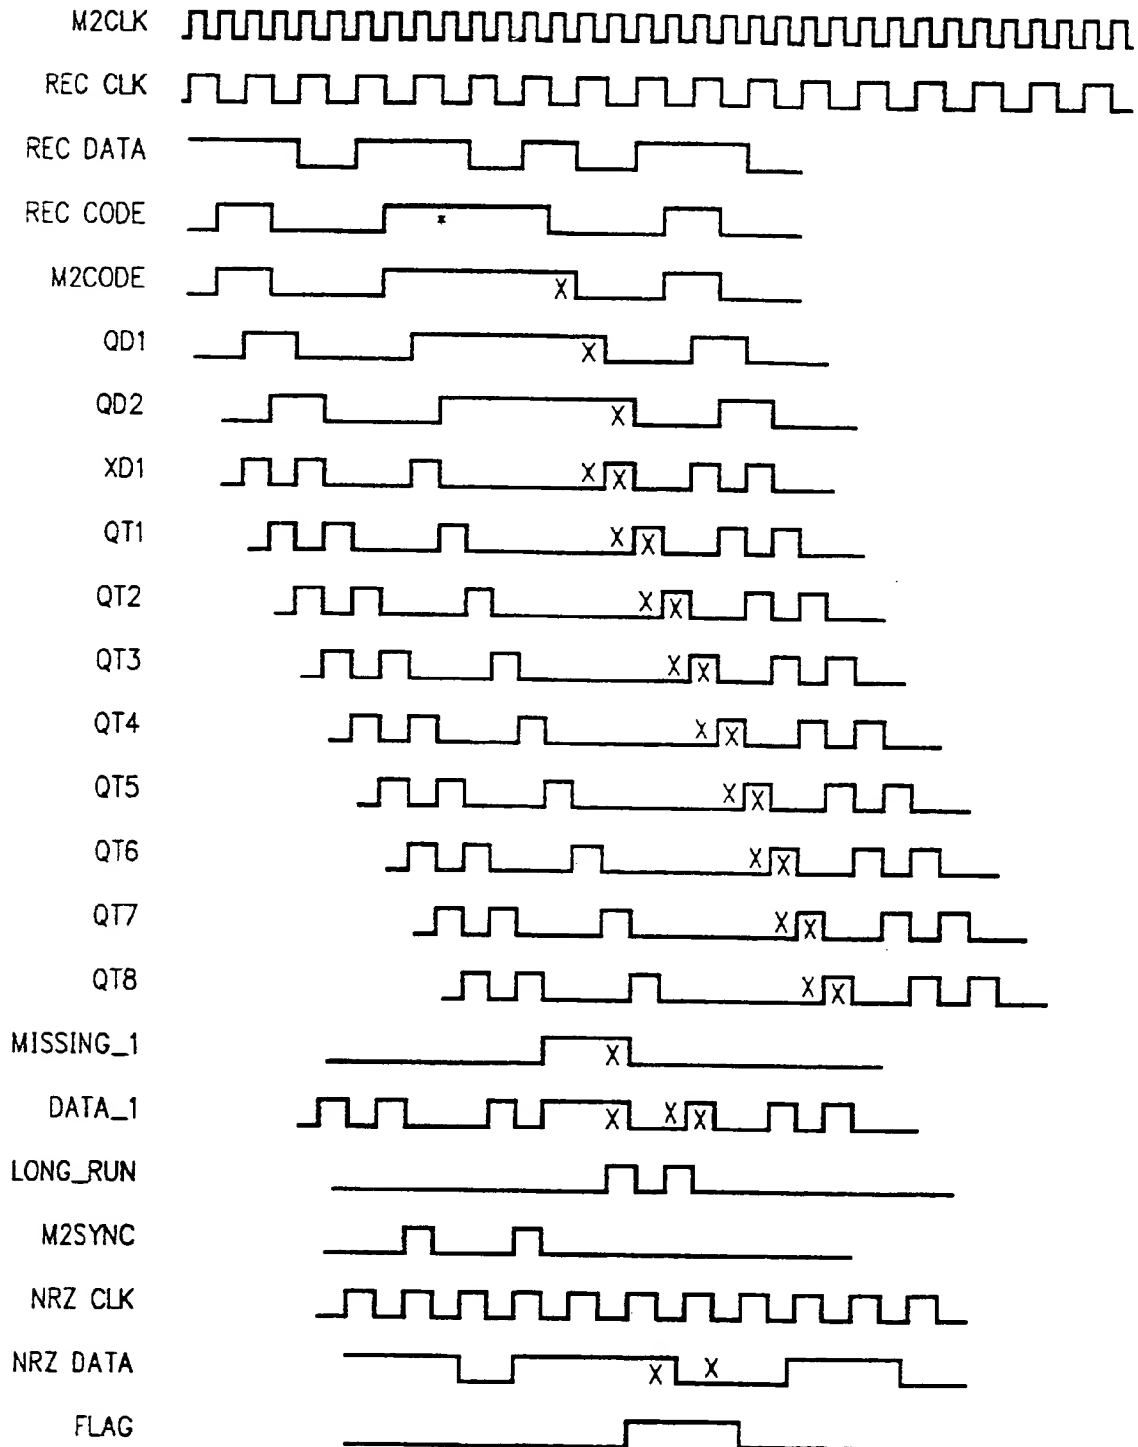 M2CLK
REC CLK
REC DATA
REC CODE *
M2CODE X
QD1 X
QD2 X
XD1 X X
QT1 X X
QT2 X X
QT3 X X
QT4 X X
QT5 X X
QT6 X X
QT7 X X
QT8 X X
MISSING_1 X
DATA_1 X X X
LONG_RUN
M2SYNC
NRZ CLK
NRZ DATA X X
FLAG